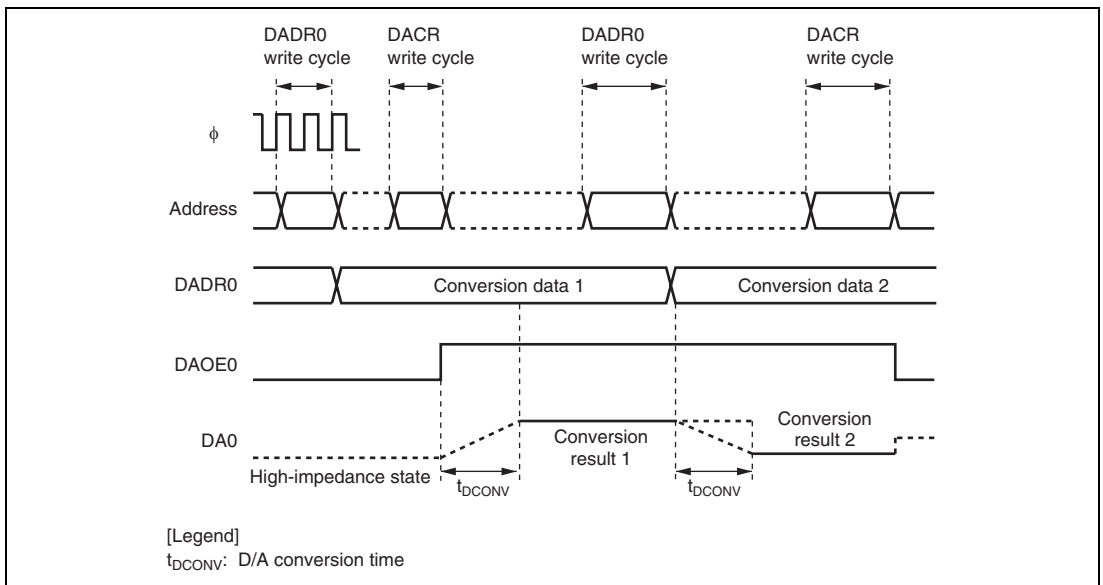 DADR0 write cycle
DACR write cycle
DADR0 write cycle
DACR write cycle
ϕ
Address
DADR0
Conversion data 1
Conversion data 2
DAOE0
DA0
Conversion result 1
Conversion result 2
High-impedance state
tDCONV
tDCONV
[Legend]
tDCONV: D/A conversion time